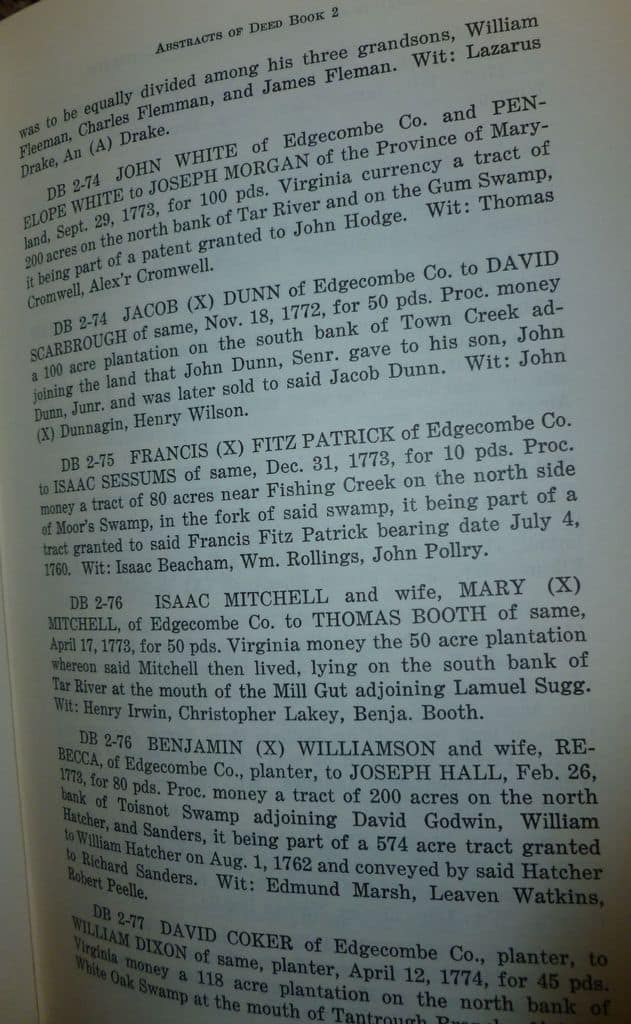 ABSTRACTS OF DEED BOOK 2
was to be equally divided among his three grandsons, William
Fleeman, Charles Flemman, and James Fleman. Wit: Lazarus
Drake, An (A) Drake.
DB 2-74 JOHN WHITE of Edgecombe Co. and PEN-
ELOPE WHITE to JOSEPH MORGAN of the Province of Mary-
land, Sept. 29, 1773, for 100 pds. Virginia currency a tract of
200 acres on the north bank of Tar River and on the Gum Swamp,
it being part of a patent granted to John Hodge. Wit: Thomas
Cromwell, Alex'r Cromwell.
DB 2-74 JACOB (X) DUNN of Edgecombe Co. to DAVID
SCARBROUGH of same, Nov. 18, 1772, for 50 pds. Proc. money
a 100 acre plantation on the south bank of Town Creek ad-
joining the land that John Dunn, Senr. gave to his son, John
Dunn, Junr. and was later sold to said Jacob Dunn. Wit: John
(X) Dunnagin, Henry Wilson.
DB 2-75 FRANCIS (X) FITZ PATRICK of Edgecombe Co.
to ISAAC SESSUMS of same, Dec. 31, 1773, for 10 pds. Proc.
money a tract of 80 acres near Fishing Creek on the north side
of Moor's Swamp, in the fork of said swamp, it being part of a
tract granted to said Francis Fitz Patrick bearing date July 4,
1760. Wit: Isaac Beacham, Wm. Rollings, John Pollry.
DB 2-76 ISAAC MITCHELL and wife, MARY (X)
MITCHELL, of Edgecombe Co. to THOMAS BOOTH of same,
April 17, 1773, for 50 pds. Virginia money the 50 acre plantation
whereon said Mitchell then lived, lying on the south bank of
Tar River at the mouth of the Mill Gut adjoining Lamuel Sugg.
Wit: Henry Irwin, Christopher Lakey, Benja. Booth.
DB 2-76 BENJAMIN (X) WILLIAMSON and wife, RE-
BECCA, of Edgecombe Co., planter, to JOSEPH HALL, Feb. 26,
1773, for 80 pds. Proc. money a tract of 200 acres on the north
bank of Toisnot Swamp adjoining David Godwin, William
Hatcher, and Sanders, it being part of a 574 acre tract granted
to William Hatcher on Aug. 1, 1762 and conveyed by said Hatcher
to Richard Sanders. Wit: Edmund Marsh, Leaven Watkins,
Robert Peelle.
DB 2-77 DAVID COKER of Edgecombe Co., planter, to
WILLIAM DIXON of same, planter, April 12, 1774, for 45 pds.
Virginia money a 118 acre plantation on the north bank of
White Oak Swamp at the mouth of Tantrough